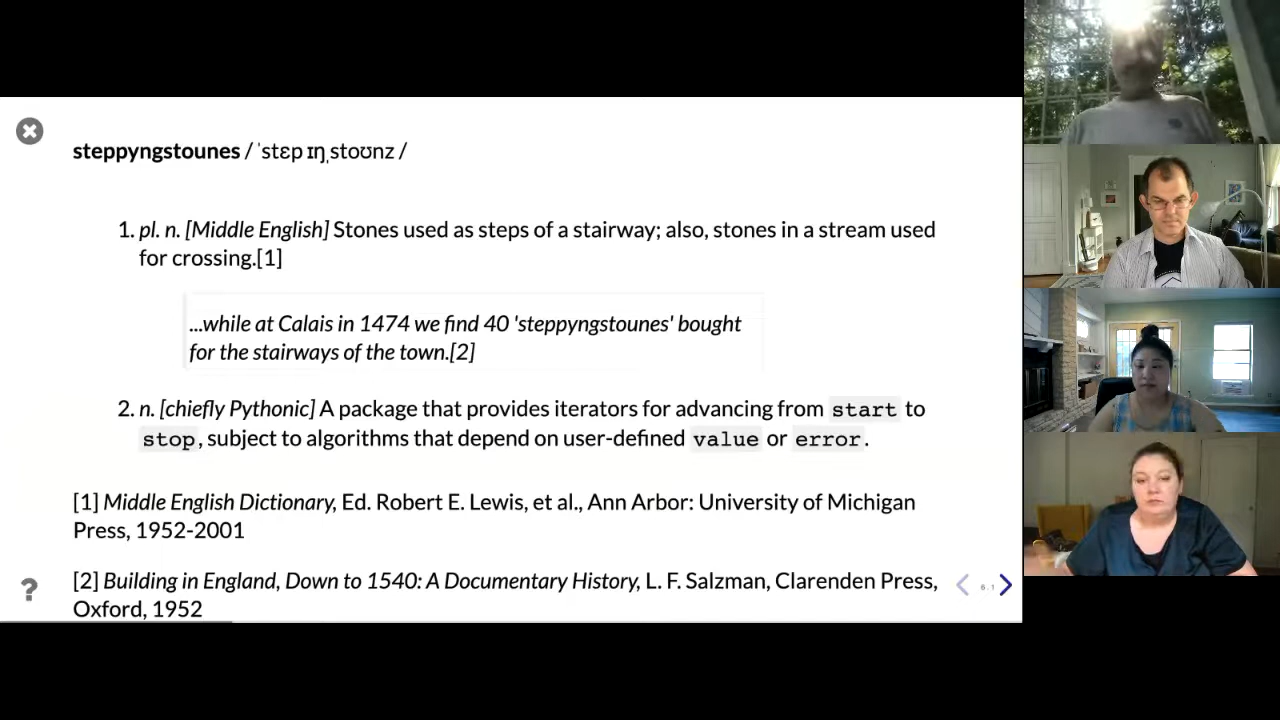 steppyngstounes / ˈstɛp ɪŋˌstoʊnz /
1. pl. n. [Middle English] Stones used as steps of a stairway; also, stones in a stream used
for crossing.[1]
...while at Calais in 1474 we find 40 'steppyngstounes' bought
for the stairways of the town.[2]
2. n. [chiefly Pythonic] A package that provides iterators for advancing from start to
stop, subject to algorithms that depend on user-defined value or error.
[1] Middle English Dictionary, Ed. Robert E. Lewis, et al., Ann Arbor: University of Michigan
Press, 1952-2001
[2] Building in England, Down to 1540: A Documentary History, L. F. Salzman, Clarenden Press,
Oxford, 1952
?
6.1